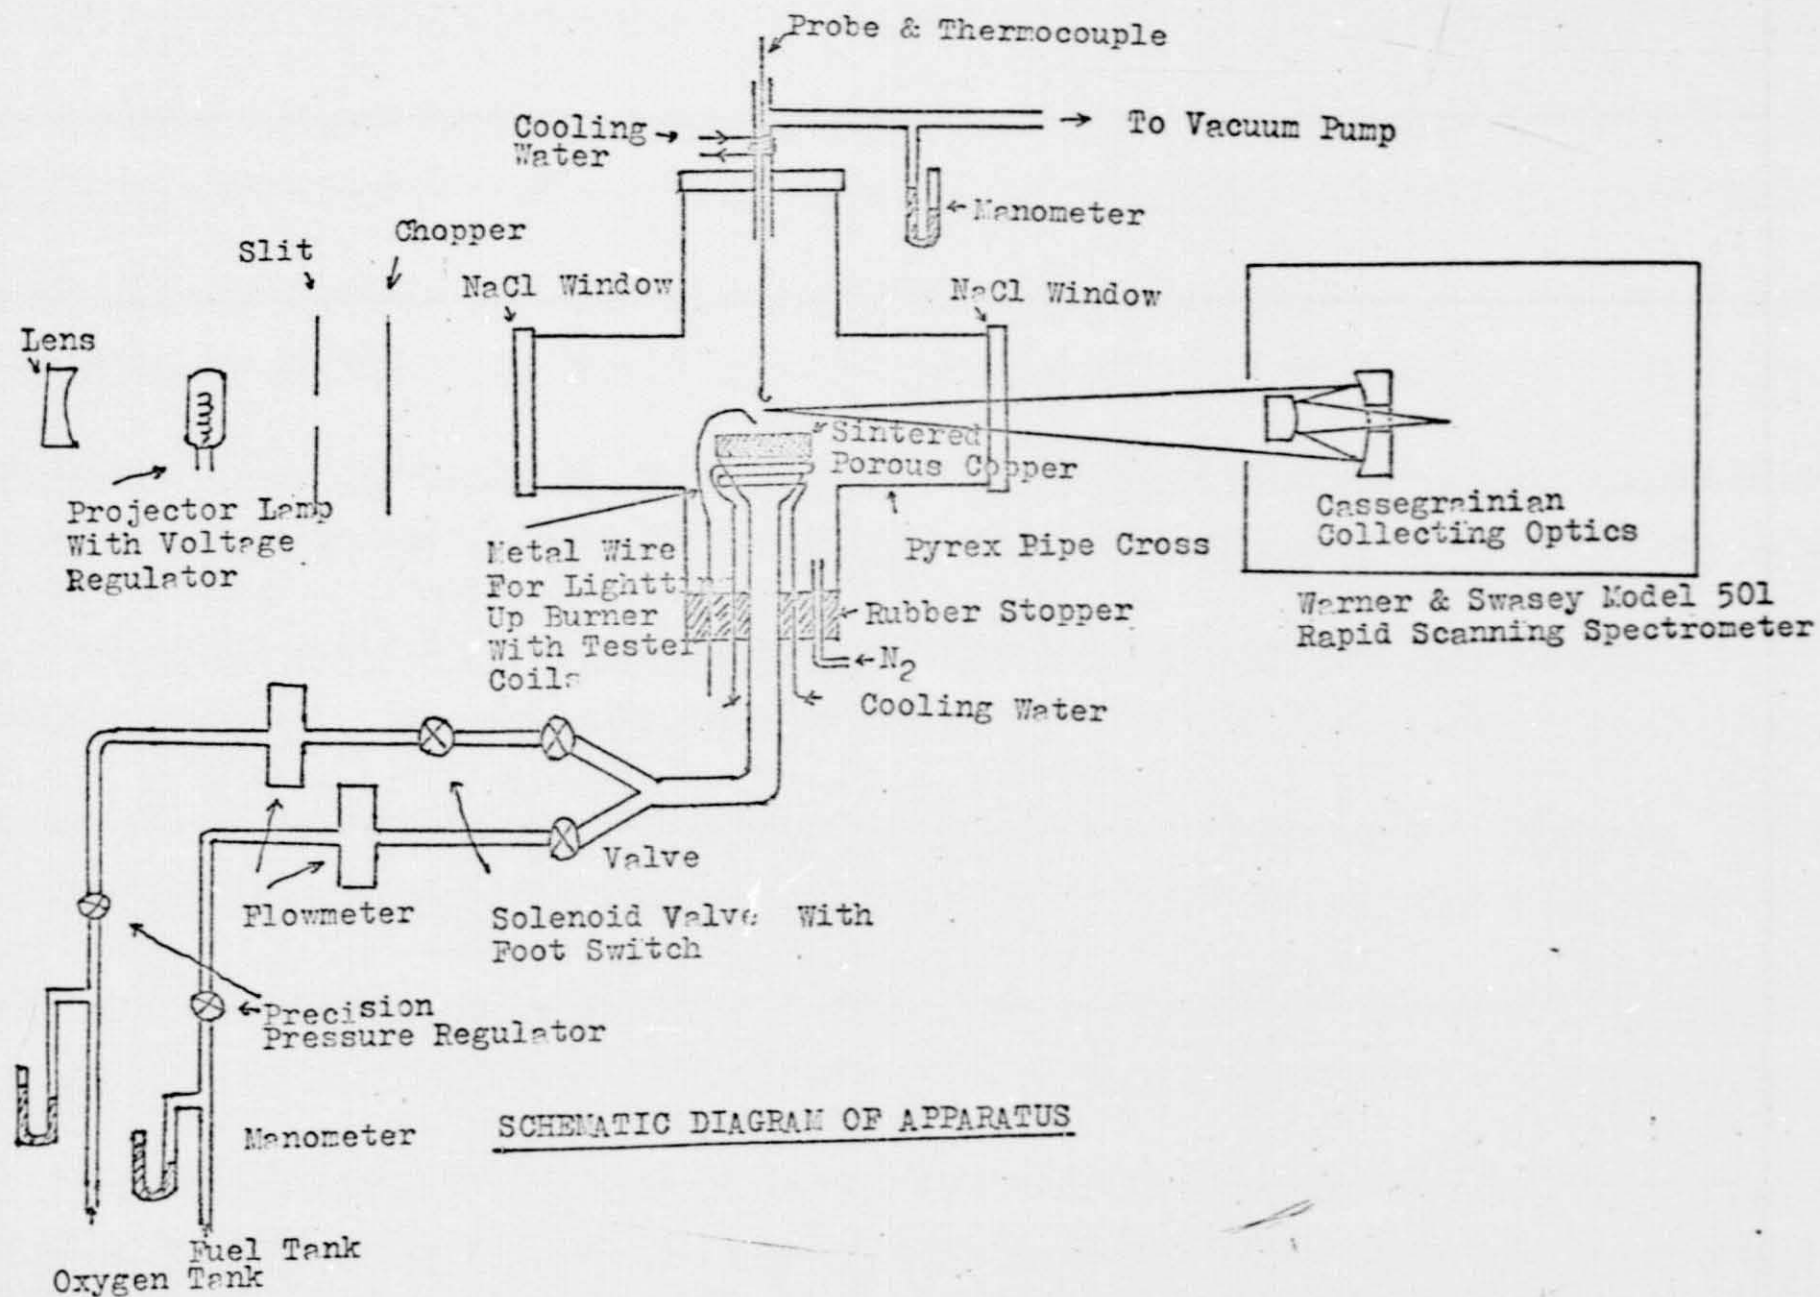 Probe & Thermocouple
Cooling
Water
To Vacuum Pump
Manometer
Slit
Chopper
NaCl Window
NaCl Window
Lens
Sintered
Porous Copper
Projector Lamp
With Voltage
Regulator
Cassegrainian
Collecting Optics
Metal Wire
For Lightting
Up Burner
With Tester
Coils
Pyrex Pipe Cross
Rubber Stopper
N2
Cooling Water
Warner & Swasey Model 501
Rapid Scanning Spectrometer
Valve
Flowmeter
Solenoid Valve With
Foot Switch
Precision
Pressure Regulator
Manometer
SCHEMATIC DIAGRAM OF APPARATUS
Fuel Tank
Oxygen Tank